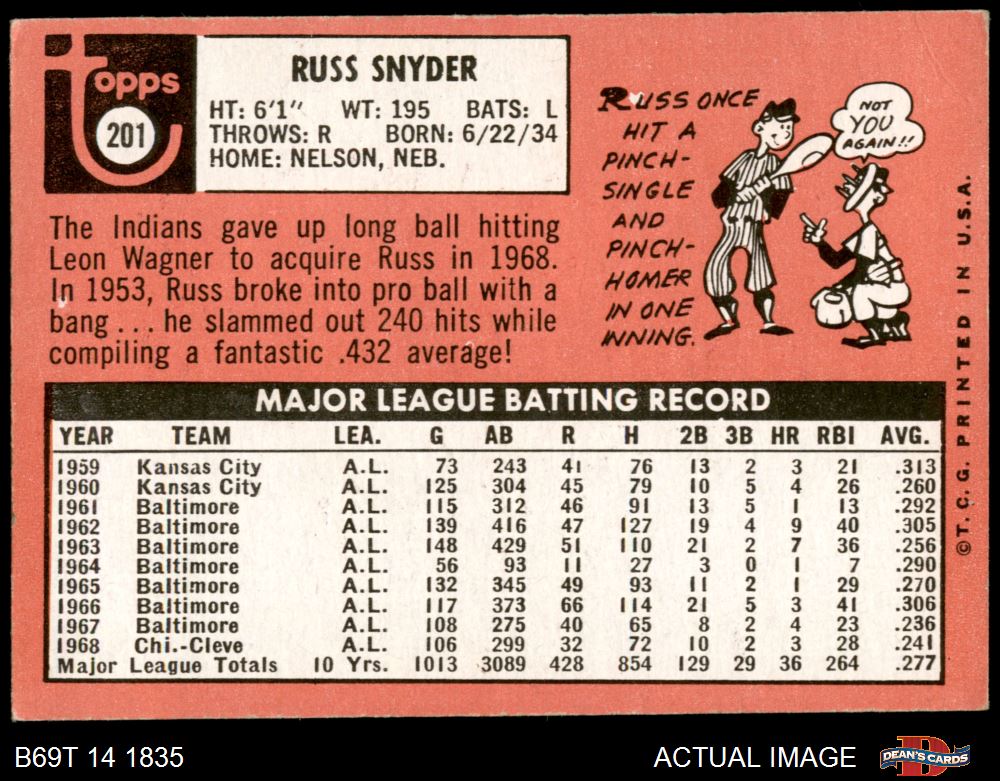 topps
201
RUSS SNYDER
HT: 6'1" WT: 195 BATS: L
THROWS: R BORN: 6/22/34
HOME: NELSON, NEB.
The Indians gave up long ball hitting
Leon Wagner to acquire Russ in 1968.
In 1953, Russ broke into pro ball with a
bang . . . he slammed out 240 hits while
compiling a fantastic .432 average!
RUSS ONCE
HIT A
PINCH-
SINGLE
AND
PINCH-
HOMER
IN ONE
INNING.
NOT
YOU
AGAIN!!
©T.C.G. PRINTED IN U.S.A.
MAJOR LEAGUE BATTING RECORD
YEAR TEAM LEA. G AB R H 2B 3B HR RBI AVG.
1959 Kansas City A.L. 73 243 41 76 13 2 3 21 .313
1960 Kansas City A.L. 125 304 45 79 10 5 4 26 .260
1961 Baltimore A.L. 115 312 46 91 13 5 1 13 .292
1962 Baltimore A.L. 139 416 47 127 19 4 9 40 .305
1963 Baltimore A.L. 148 429 51 110 21 2 7 36 .256
1964 Baltimore A.L. 56 93 11 27 3 0 1 7 .290
1965 Baltimore A.L. 132 345 49 93 11 2 1 29 .270
1966 Baltimore A.L. 117 373 66 114 21 5 3 41 .306
1967 Baltimore A.L. 108 275 40 65 8 2 4 23 .236
1968 Chi.-Cleve A.L. 106 299 32 72 10 2 3 28 .241
Major League Totals 10 Yrs. 1013 3089 428 854 129 29 36 264 .277
B69T 14 1835
ACTUAL IMAGE
DEAN'S CARDS